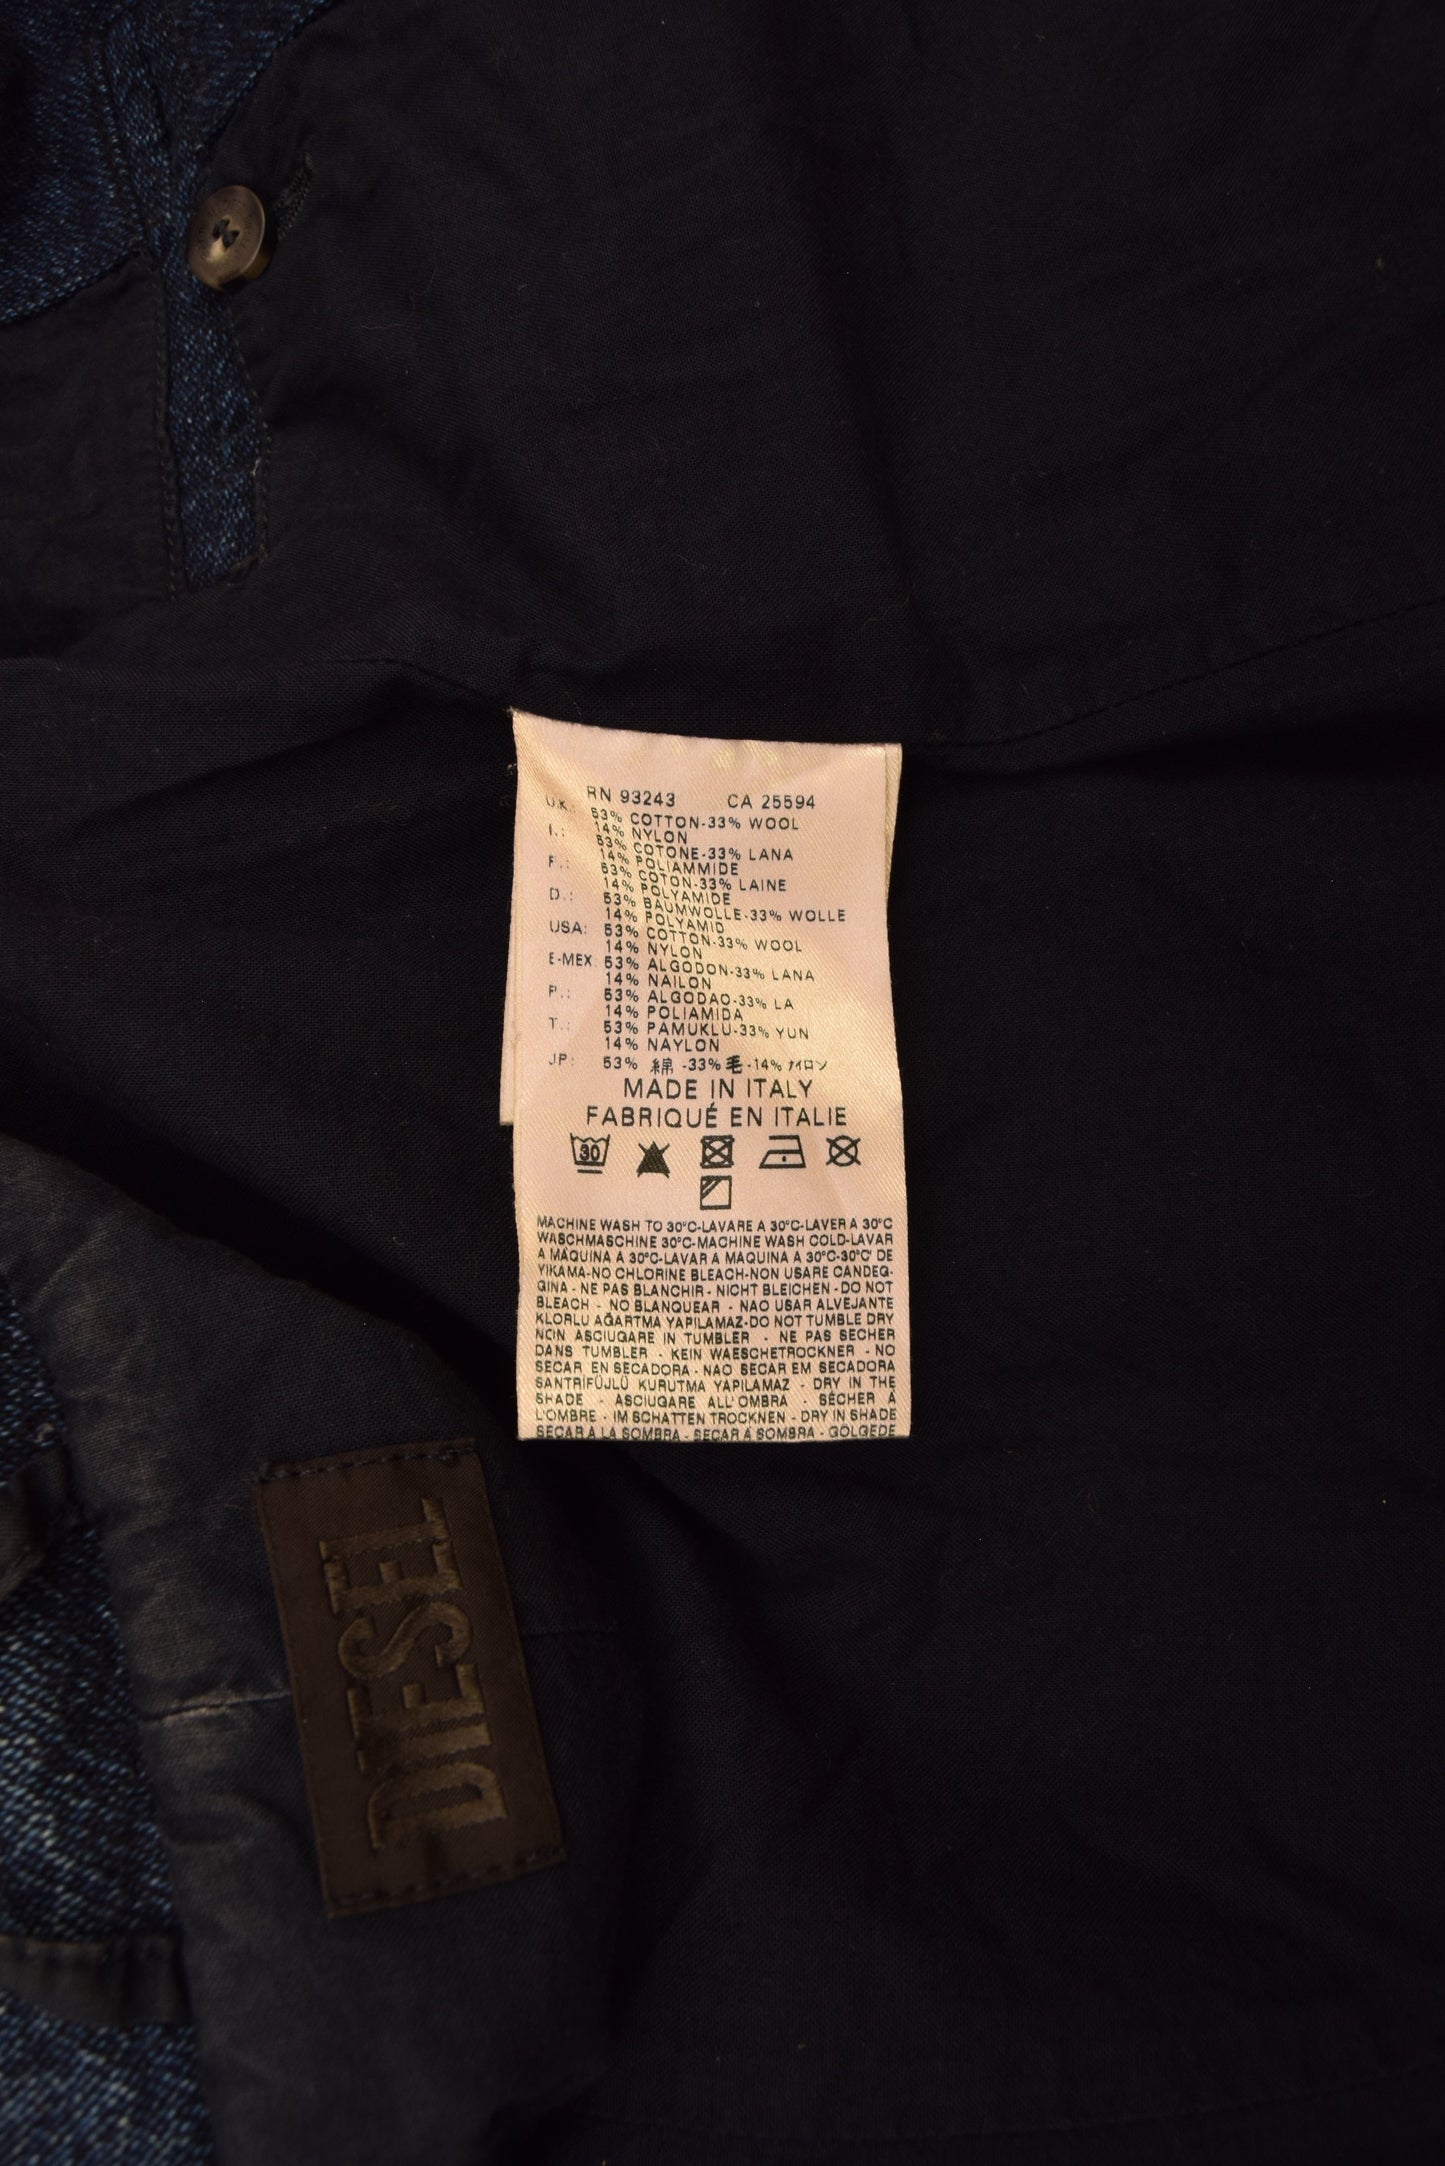 RN 93243 CA 25594
U.K.: 53% COTTON-33% WOOL
14% NYLON
I.: 53% COTONE-33% LANA
14% POLIAMMIDE
F.: 53% COTON-33% LAINE
14% POLYAMIDE
D.: 53% BAUMWOLLE-33% WOLLE
14% POLYAMID
USA: 53% COTTON-33% WOOL
14% NYLON
E-MEX: 53% ALGODON-33% LANA
14% NAILON
P.: 53% ALGODAO-33% LA
14% POLIAMIDA
T.: 53% PAMUKLU-33% YUN
14% NAYLON
JP: 53% 綿 -33% 毛 -14% ナイロン
MADE IN ITALY
FABRIQUÉ EN ITALIE
30
MACHINE WASH TO 30°C-LAVARE A 30°C-LAVER A 30°C
WASCHMASCHINE 30°C-MACHINE WASH COLD-LAVAR
A MÁQUINA A 30°C-LAVAR A MAQUINA A 30°C-30°C' DE
YIKAMA-NO CHLORINE BLEACH-NON USARE CANDEG-
GINA - NE PAS BLANCHIR - NICHT BLEICHEN - DO NOT
BLEACH - NO BLANQUEAR - NAO USAR ALVEJANTE
KLORLU AĞARTMA YAPILAMAZ-DO NOT TUMBLE DRY
NON ASCIUGARE IN TUMBLER - NE PAS SECHER
DANS TUMBLER - KEIN WAESCHETROCKNER - NO
SECAR EN SECADORA - NAO SECAR EM SECADORA
SANTRİFÜJLÜ KURUTMA YAPILAMAZ - DRY IN THE
SHADE - ASCIUGARE ALL'OMBRA - SÉCHER À
L'OMBRE - IM SCHATTEN TROCKNEN - DRY IN SHADE
SECAR A LA SOMBRA - SECAR Á SOMBRA - GÖLGEDE
DIESEL